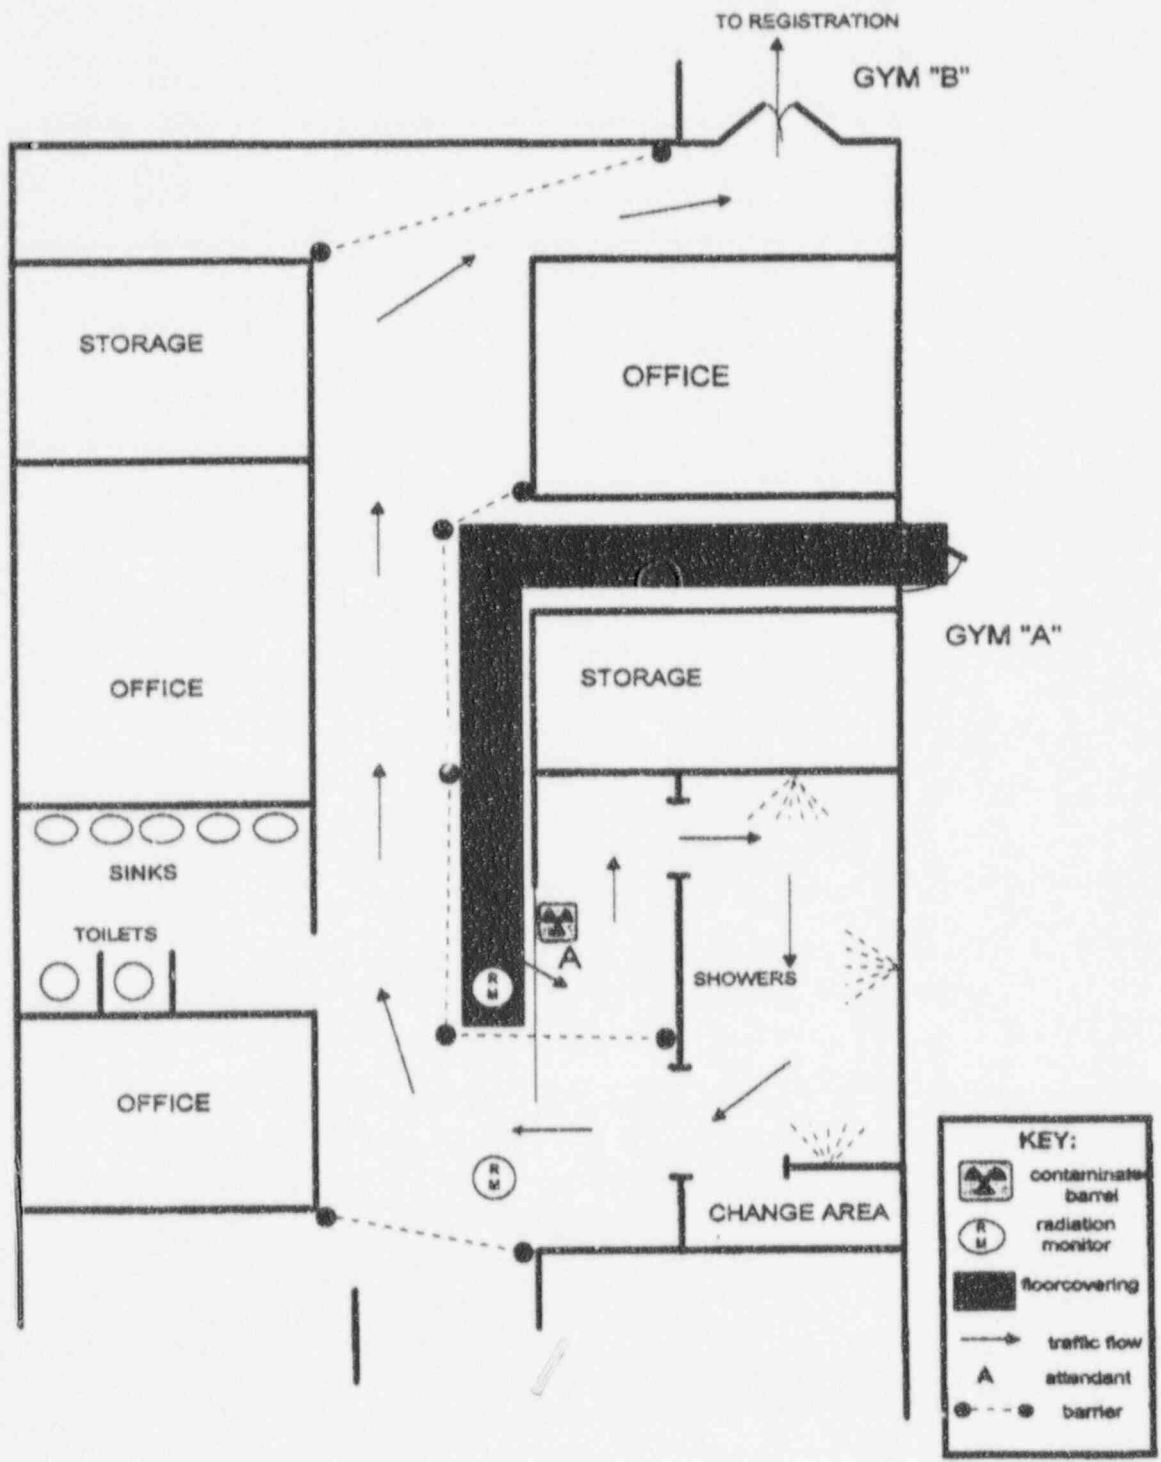 TO REGISTRATION
GYM "B"
STORAGE
OFFICE
GYM "A"
STORAGE
OFFICE
SINKS
TOILETS
A
R
M
SHOWERS
OFFICE
R
M
CHANGE AREA
KEY:
contaminate
barrel
R
M
radiation
monitor
floorcovering
traffic flow
A
attendant
barrier